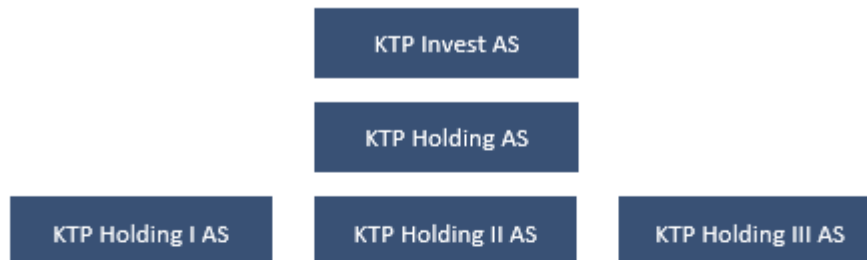 KTP Invest AS
KTP Holding AS
KTP Holding I AS
KTP Holding II AS
KTP Holding III AS